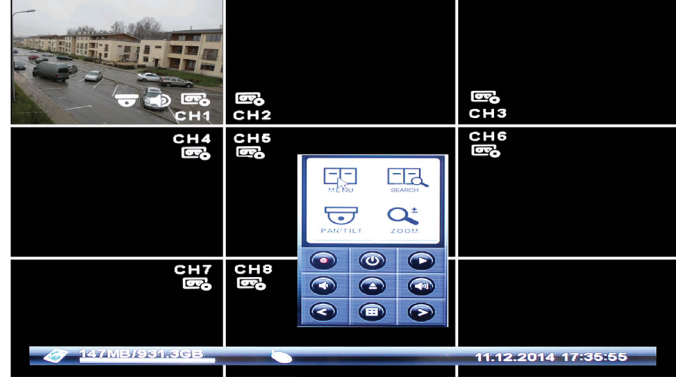 CH1
CH2
CH3
CH4
CH5
CH6
MENU
SEARCH
PAN/TILT
ZOOM
CH7
CH8
147MB/931.3GB
11.12.2014 17:35:55